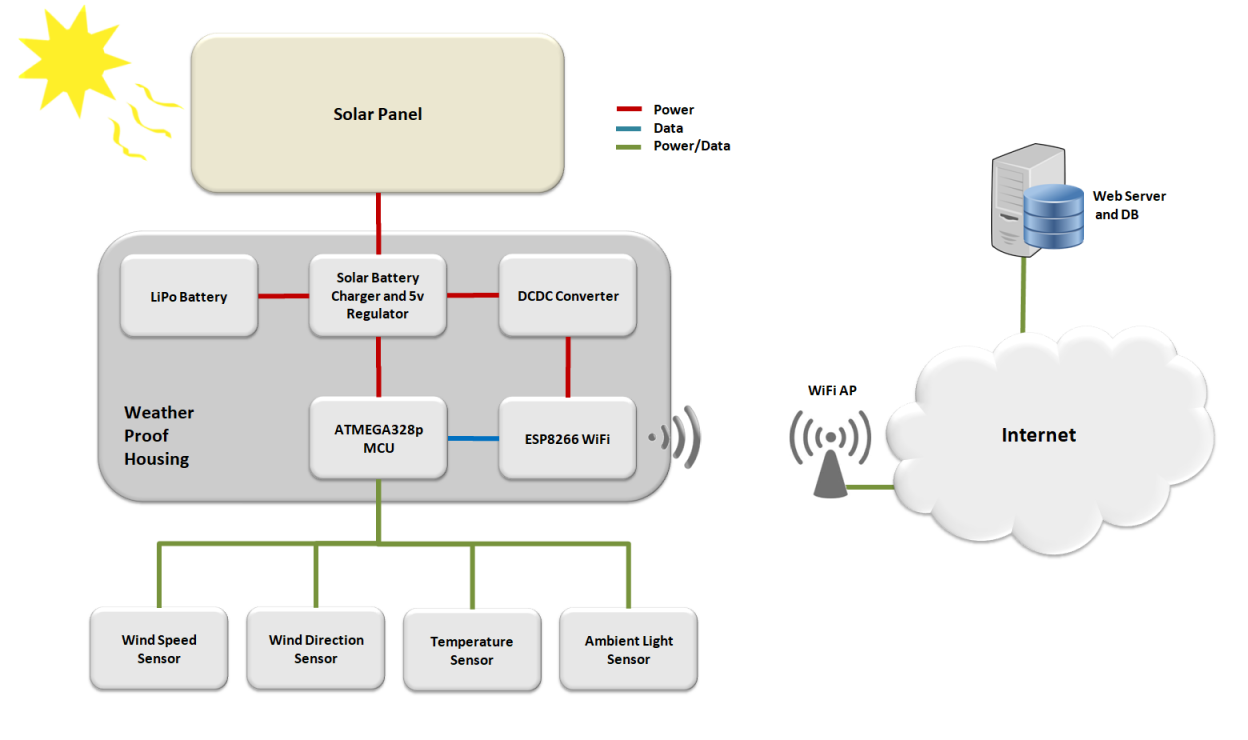 Solar Panel
Power
Data
Power/Data
Web Server
and DB
LiPo Battery
Solar Battery
Charger and 5v
Regulator
DCDC Converter
Weather
Proof
Housing
ATMEGA328p
MCU
ESP8266 WiFi
WiFi AP
Internet
Wind Speed
Sensor
Wind Direction
Sensor
Temperature
Sensor
Ambient Light
Sensor